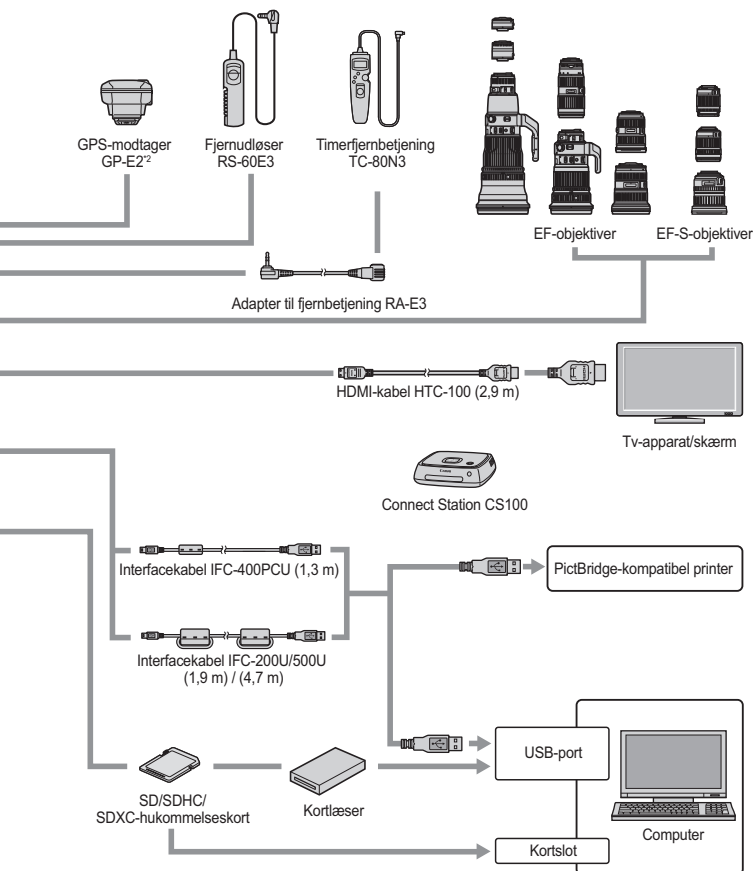 GPS-modtager
GP-E2*2
Fjernudløser
RS-60E3
Timerfjernbetjening
TC-80N3
EF-objektiver
EF-S-objektiver
Adapter til fjernbetjening RA-E3
HDMI-kabel HTC-100 (2,9 m)
Tv-apparat/skærm
Canon
Connect Station CS100
Interfacekabel IFC-400PCU (1,3 m)
PictBridge-kompatibel printer
Interfacekabel IFC-200U/500U
(1,9 m) / (4,7 m)
USB-port
SD/SDHC/
SDXC-hukommelseskort
Kortlæser
Computer
Kortslot